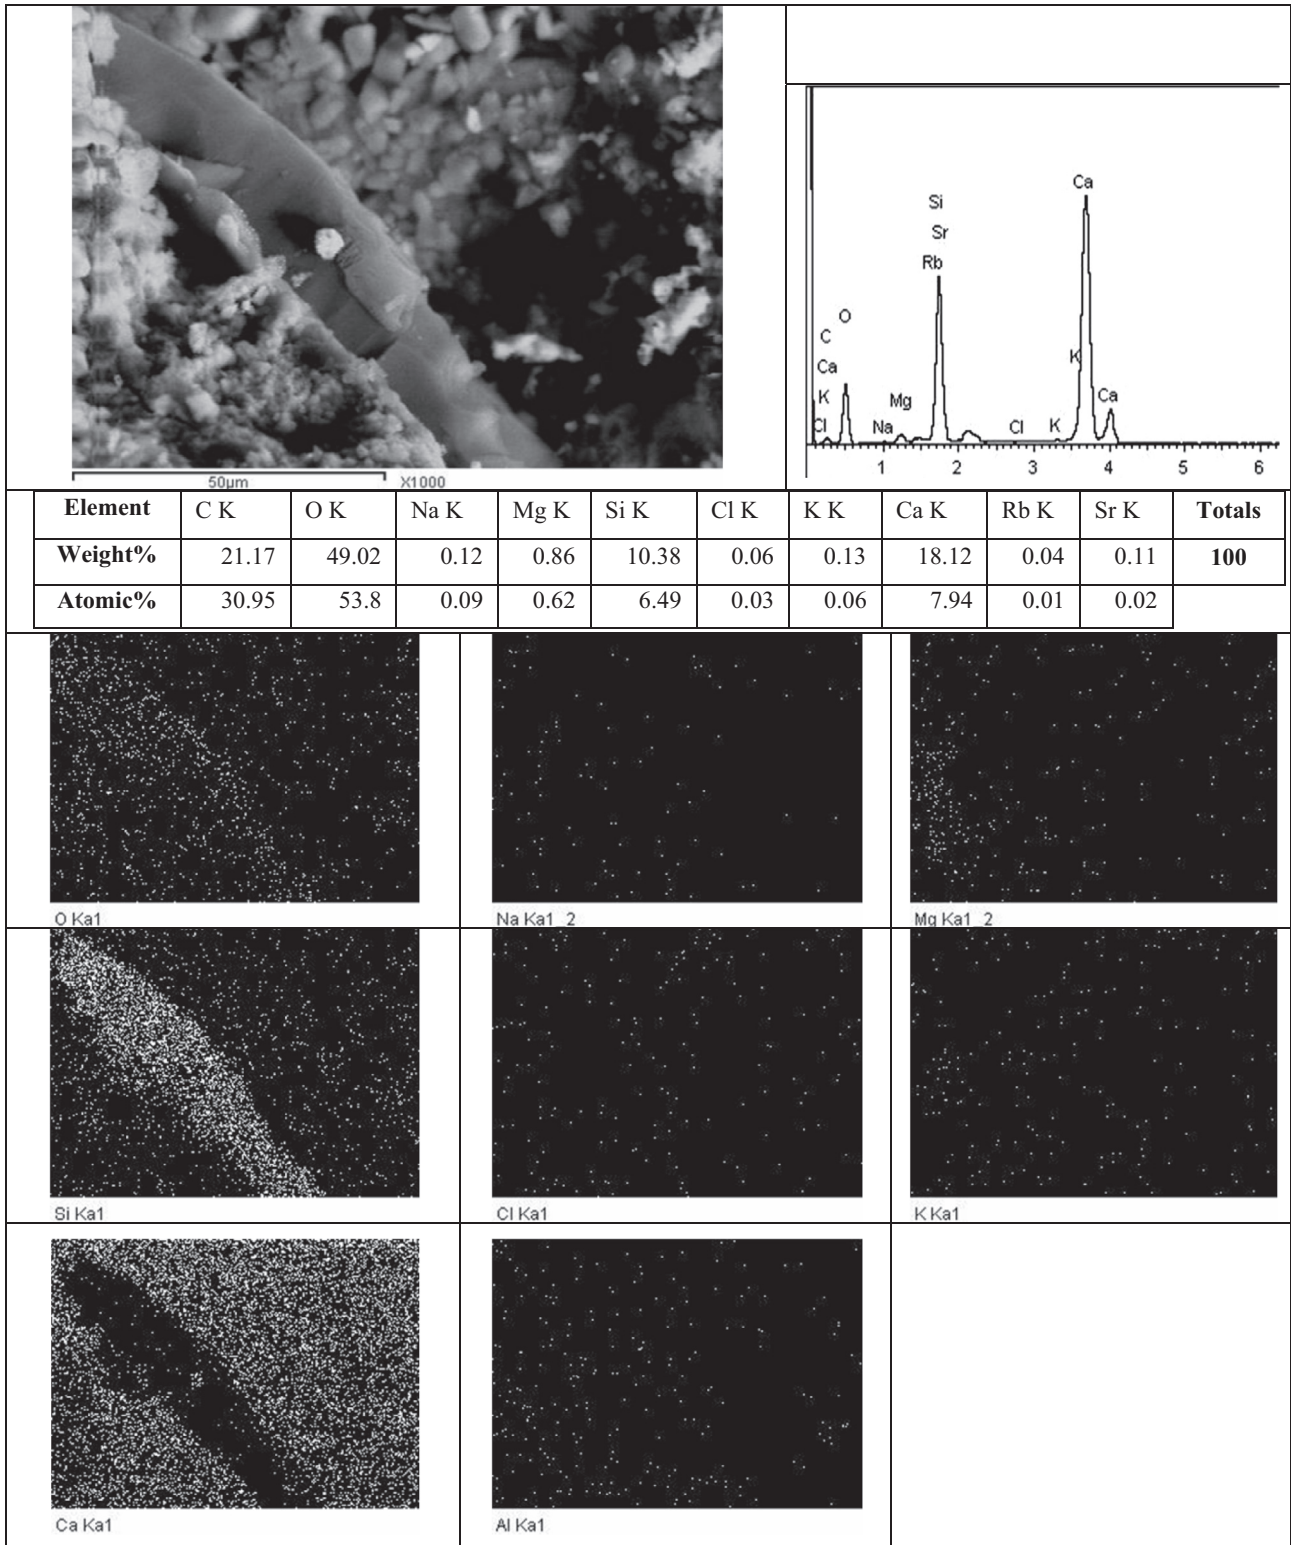 50µm X1000
Ca
Si
Sr
Rb
O
C
K
Ca
Ca
K
Mg
Cl Na Cl K
1 2 3 4 5 6
Element C K O K Na K Mg K Si K Cl K K K Ca K Rb K Sr K Totals
Weight% 21.17 49.02 0.12 0.86 10.38 0.06 0.13 18.12 0.04 0.11 100
Atomic% 30.95 53.8 0.09 0.62 6.49 0.03 0.06 7.94 0.01 0.02
O Ka1 Na Ka1_2 Mg Ka1_2
Si Ka1 Cl Ka1 K Ka1
Ca Ka1 Al Ka1